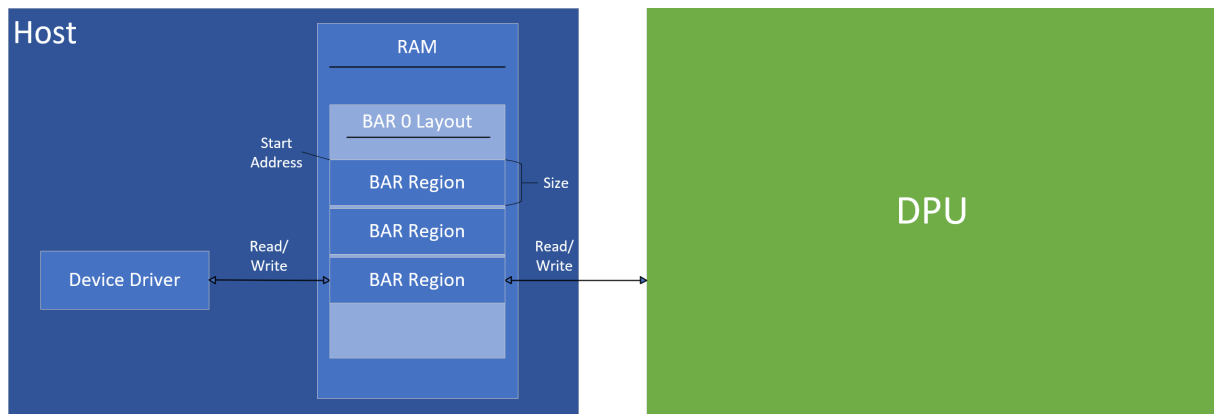 Host
RAM
BAR 0 Layout
Start
Address
BAR Region
Size
BAR Region
Read/
Write
Read/
Write
Device Driver
BAR Region
DPU